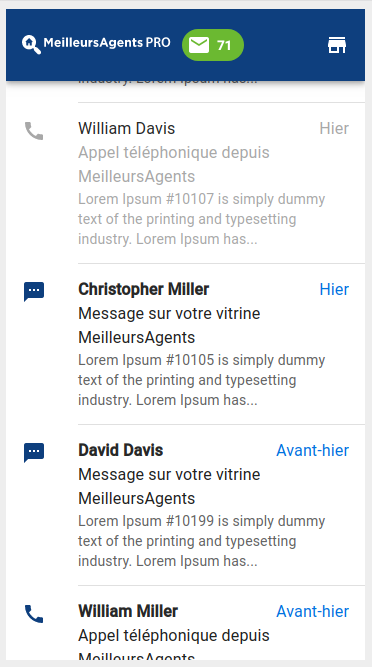 MeilleursAgents PRO 71
industry. Lorem Ipsum has...
William Davis Hier
Appel téléphonique depuis
MeilleursAgents
Lorem Ipsum #10107 is simply dummy
text of the printing and typesetting
industry. Lorem Ipsum has...
Christopher Miller Hier
Message sur votre vitrine
MeilleursAgents
Lorem Ipsum #10105 is simply dummy
text of the printing and typesetting
industry. Lorem Ipsum has...
David Davis Avant-hier
Message sur votre vitrine
MeilleursAgents
Lorem Ipsum #10199 is simply dummy
text of the printing and typesetting
industry. Lorem Ipsum has...
William Miller Avant-hier
Appel téléphonique depuis
MeilleursAgents